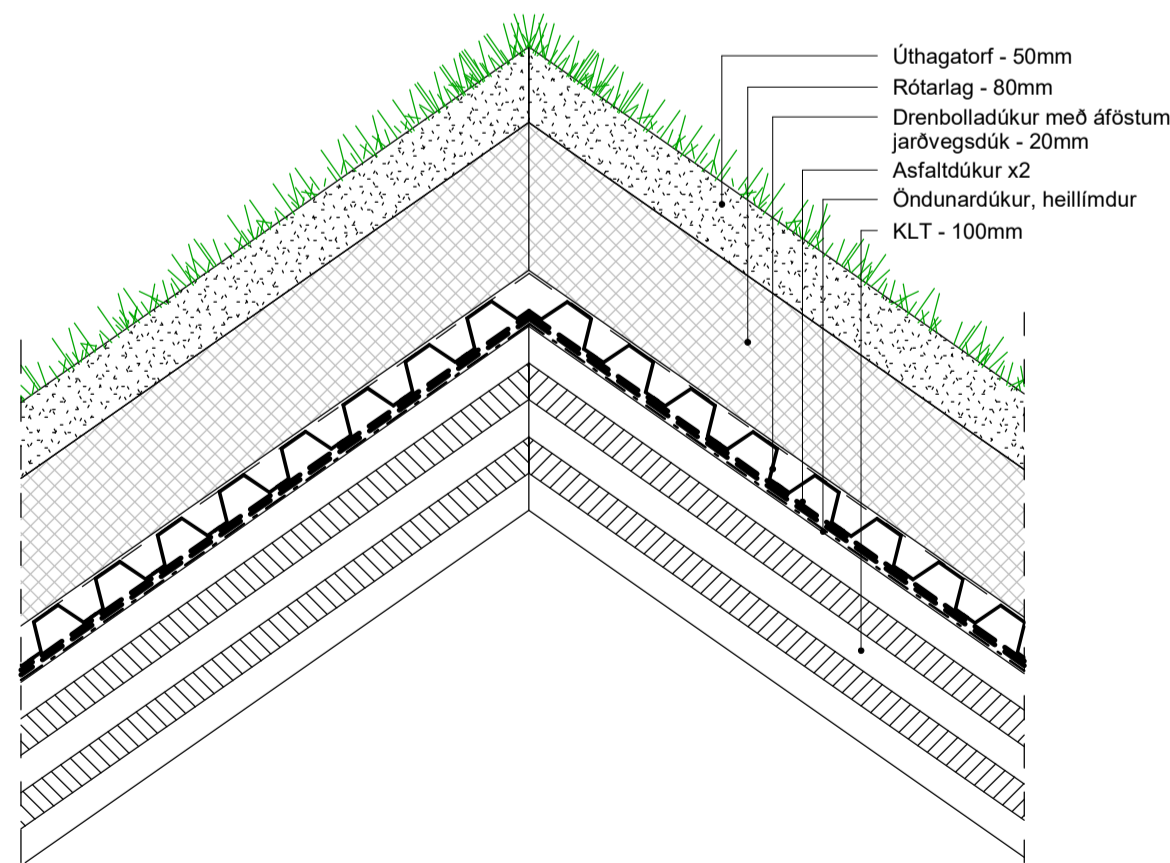 Úthagatorf - 50mm
Rótarlag - 80mm
Drenbolladúkur með áföstum
jarðvegsdúk - 20mm
Asfaltdúkur x2
Öndunardúkur, heillímdur
KLT - 100mm